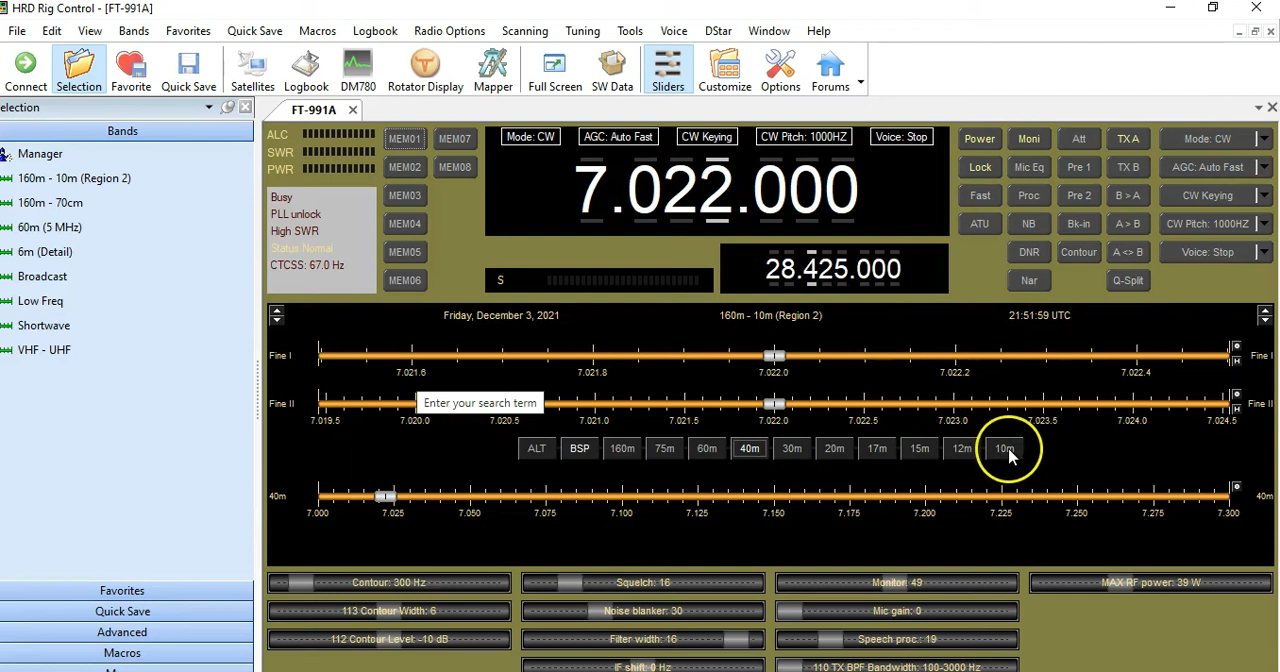 HRD Rig Control - [FT-991A]
File Edit View Bands Favorites Quick Save Macros Logbook Radio Options Scanning Tuning Tools Voice DStar Window Help
Connect Selection Favorite Quick Save Satellites Logbook DM780 Rotator Display Mapper Full Screen SW Data Sliders Customize Options Forums
election
Bands
Manager
160m - 10m (Region 2)
160m - 70cm
60m (5 MHz)
6m (Detail)
Broadcast
Low Freq
Shortwave
VHF - UHF
Favorites
Quick Save
Advanced
Macros
FT-991A
ALC
SWR
PWR
Busy
PLL unlock
High SWR
Status Normal
CTCSS: 67.0 Hz
MEM01 MEM07
MEM02 MEM08
MEM03
MEM04
MEM05
MEM06
Mode: CW AGC: Auto Fast CW Keying CW Pitch: 1000HZ Voice: Stop
7.022.000
28.425.000
S
Power Moni Att TX A Mode: CW
Lock Mic Eq Pre 1 TX B AGC: Auto Fast
Fast Proc Pre 2 B > A CW Keying
ATU NB Bk-in A > B CW Pitch: 1000HZ
DNR Contour A <> B Voice: Stop
Nar Q-Split
Friday, December 3, 2021 160m - 10m (Region 2) 21:51:59 UTC
Fine I Fine I
7.021.6 7.021.8 7.022.0 7.022.2 7.022.4
H
Fine II Enter your search term Fine II
7.019.5 7.020.0 7.020.5 7.021.0 7.021.5 7.022.0 7.022.5 7.023.0 7.023.5 7.024.0 7.024.5
H
ALT BSP 160m 75m 60m 40m 30m 20m 17m 15m 12m 10m
40m 40m
7.000 7.025 7.050 7.075 7.100 7.125 7.150 7.175 7.200 7.225 7.250 7.275 7.300
Contour: 300 Hz Squelch: 16 Monitor: 49 MAX RF power: 39 W
113 Contour Width: 6 Noise blanker: 30 Mic gain: 0
112 Contour Level: -10 dB Filter width: 16 Speech proc.: 19
IF shift: 0 Hz 110 TX BPF Bandwidth: 100-3000 Hz